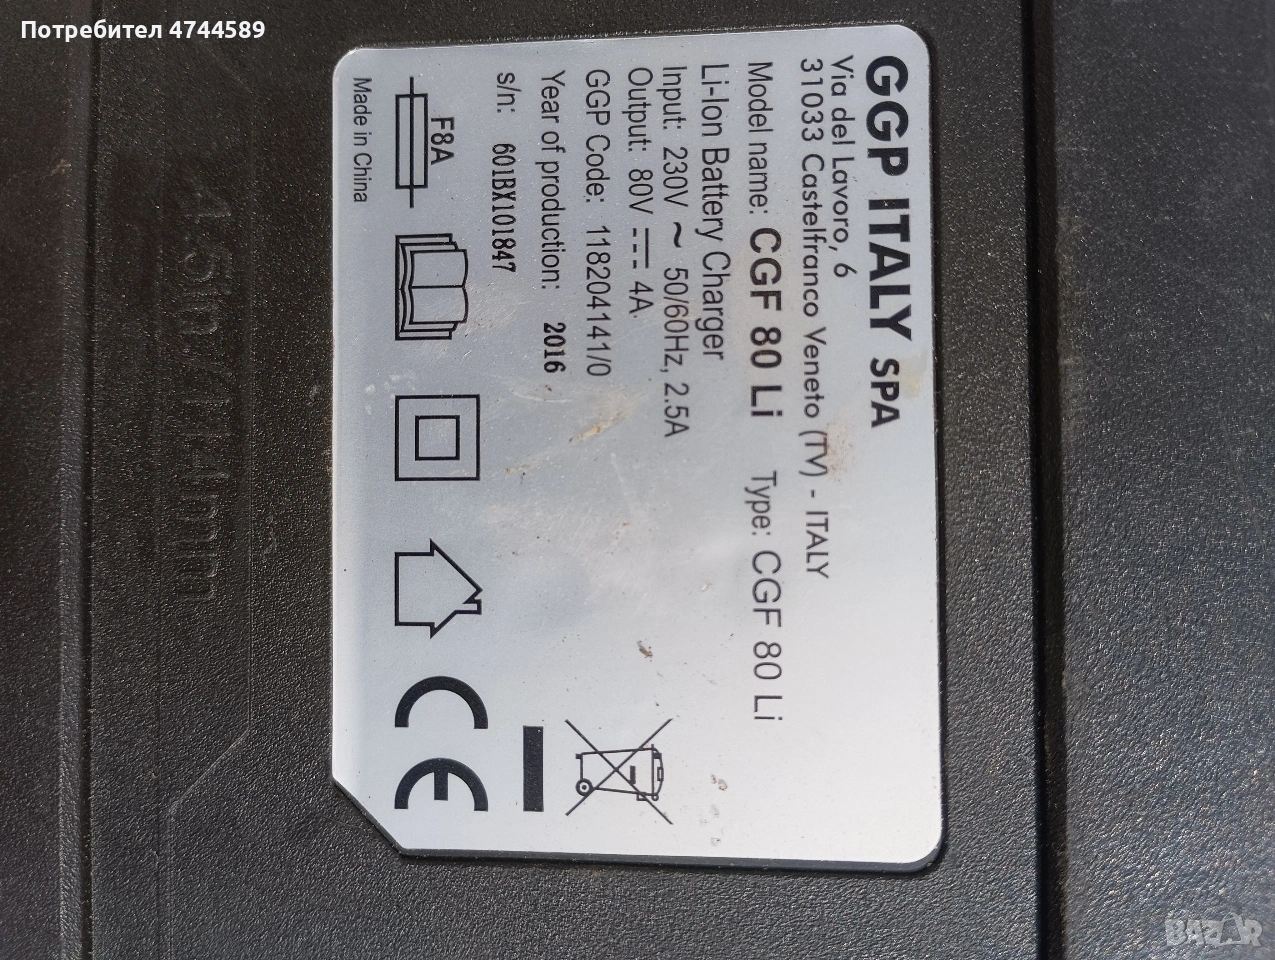 Потребител 4744589
GGP ITALY SPA
Via del Lavoro, 6
31033 Castelfranco Veneto (TV) - ITALY
Model name: CGF 80 Li Type: CGF 80 Li
Li-Ion Battery Charger
Input: 230V ~ 50/60Hz, 2.5A
Output: 80V ⎓ 4A
GGP Code: 118204141/0
Year of production: 2016
s/n: 601BX101847
F8A
CE
Made in China
BAZAR